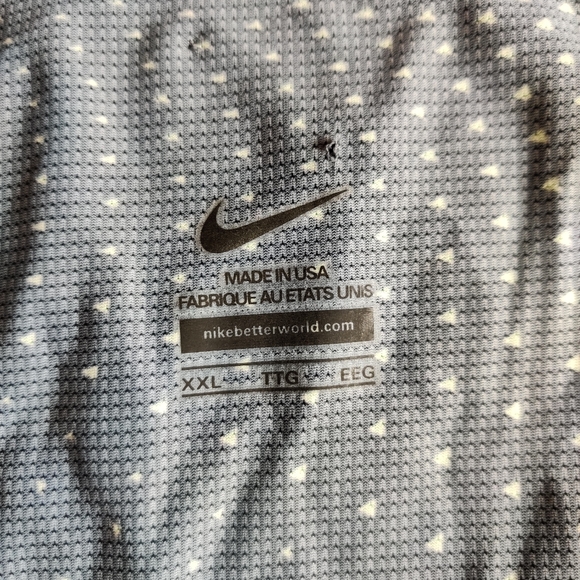 MADE IN USA
FABRIQUE AU ETATS UNIS
nikebetterworld.com
XXL TTG EEG